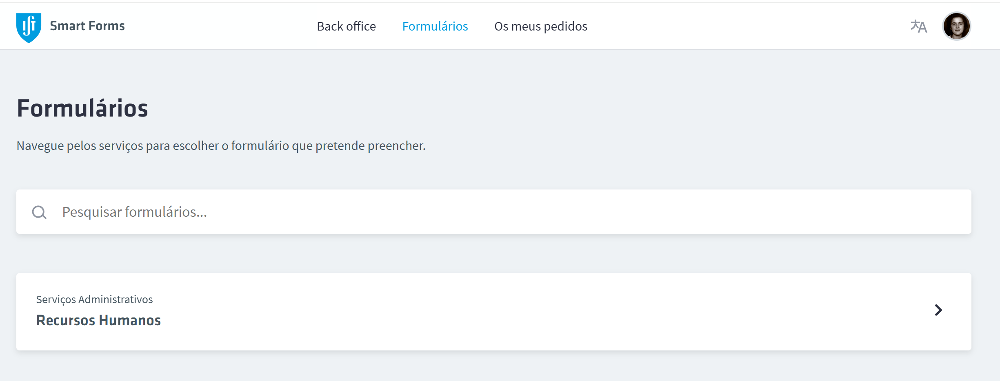 IST Smart Forms
Back office Formulários Os meus pedidos
Formulários
Navegue pelos serviços para escolher o formulário que pretende preencher.
Pesquisar formulários...
Serviços Administrativos
Recursos Humanos